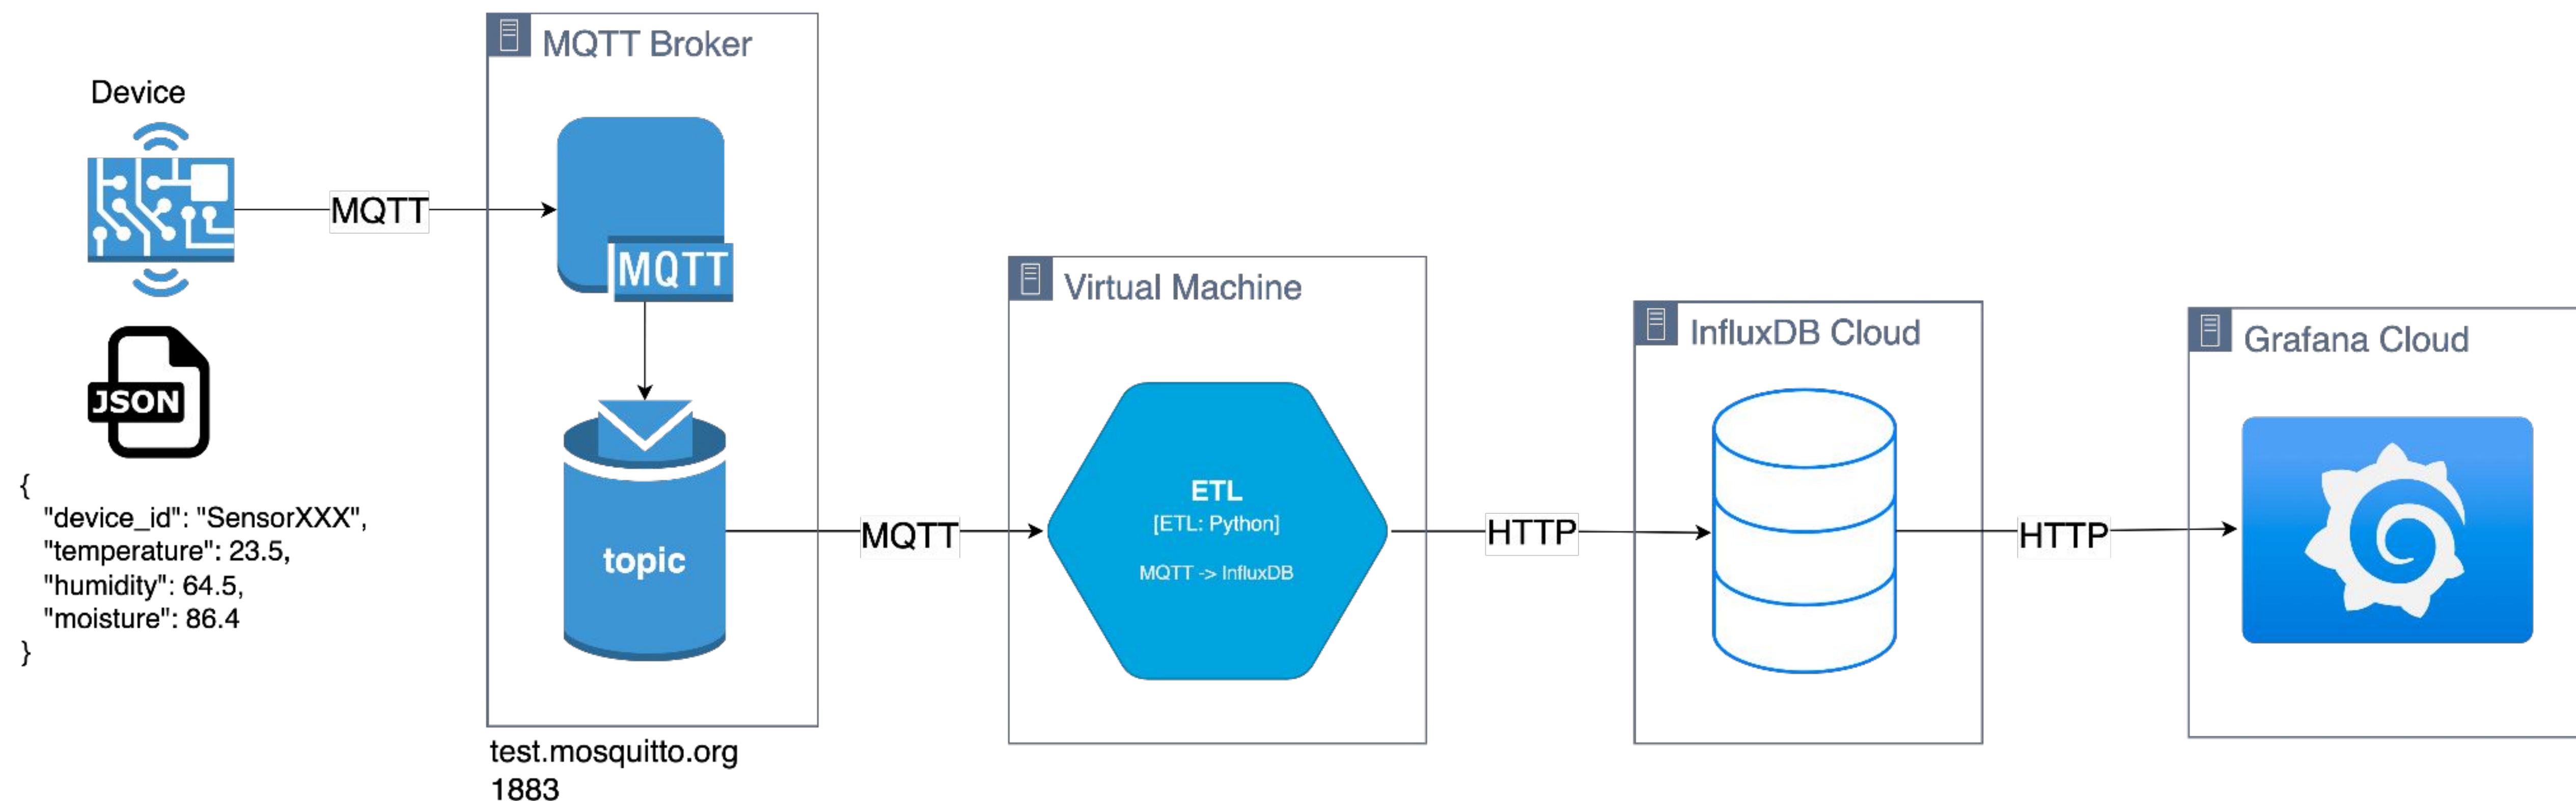 Device
MQTT
JSON
{
"device_id": "SensorXXX",
"temperature": 23.5,
"humidity": 64.5,
"moisture": 86.4
}
MQTT Broker
MQTT
topic
test.mosquitto.org
1883
MQTT
Virtual Machine
ETL
[ETL: Python]
MQTT -> InfluxDB
HTTP
InfluxDB Cloud
HTTP
Grafana Cloud